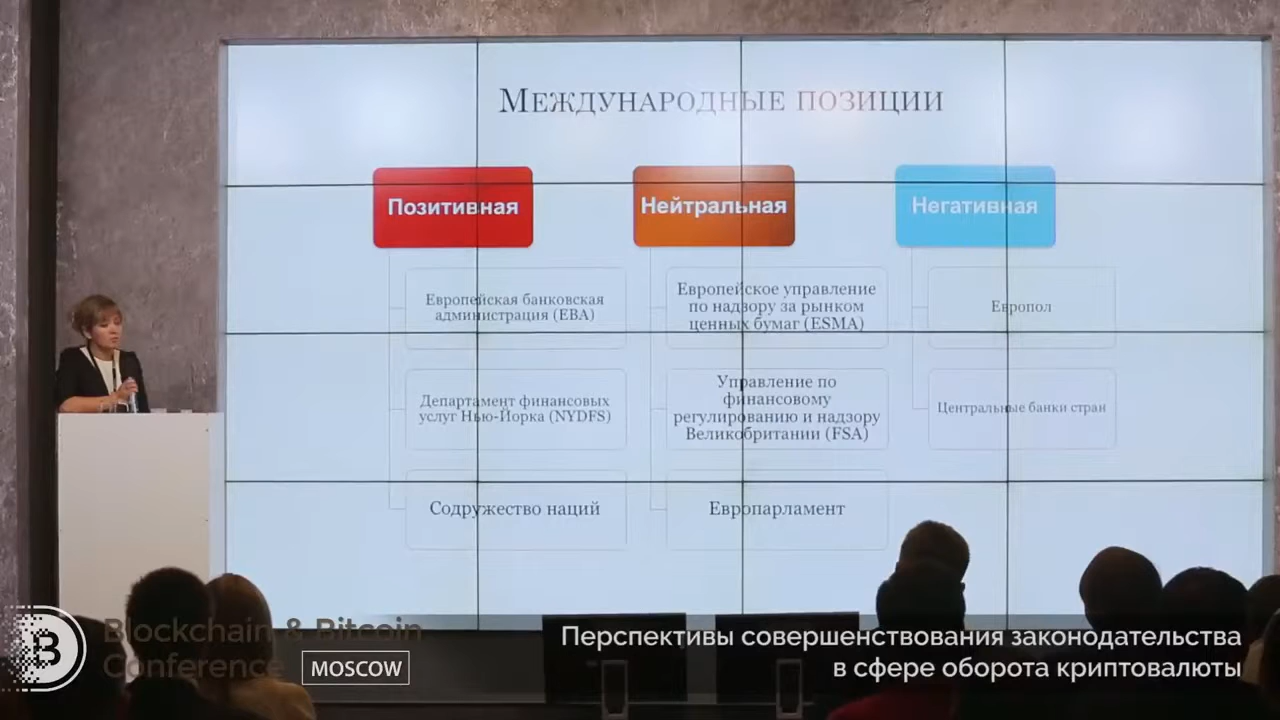 Международные позиции
Позитивная
Нейтральная
Негативная
Европейская банковская
администрация (EBA)
Европейское управление
по надзору за рынком
ценных бумаг (ESMA)
Европол
Департамент финансовых
услуг Нью-Йорка (NYDFS)
Управление по
финансовому
регулированию и надзору
Великобритании (FSA)
Центральные банки стран
Содружество наций
Европарламент
Blockchain & Bitcoin
Conference MOSCOW
Перспективы совершенствования законодательства
в сфере оборота криптовалюты